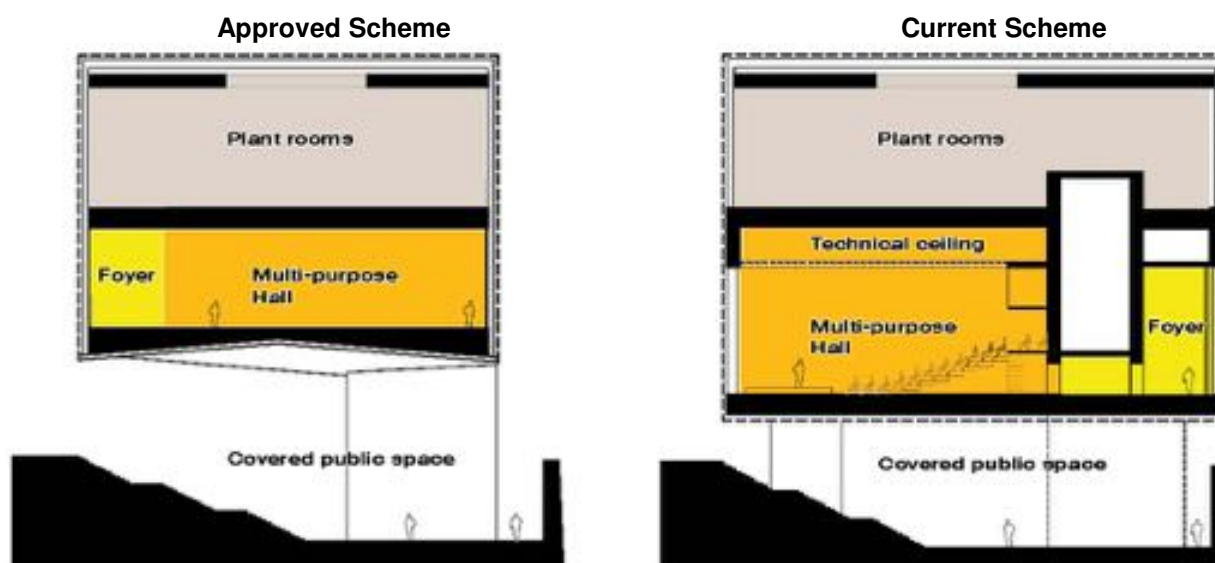 Approved Scheme
Plant rooms
Foyer
Multi-purpose
Hall
Covered public space
Current Scheme
Plant rooms
Technical ceiling
Multi-purpose
Hall
Foyer
Covered public space